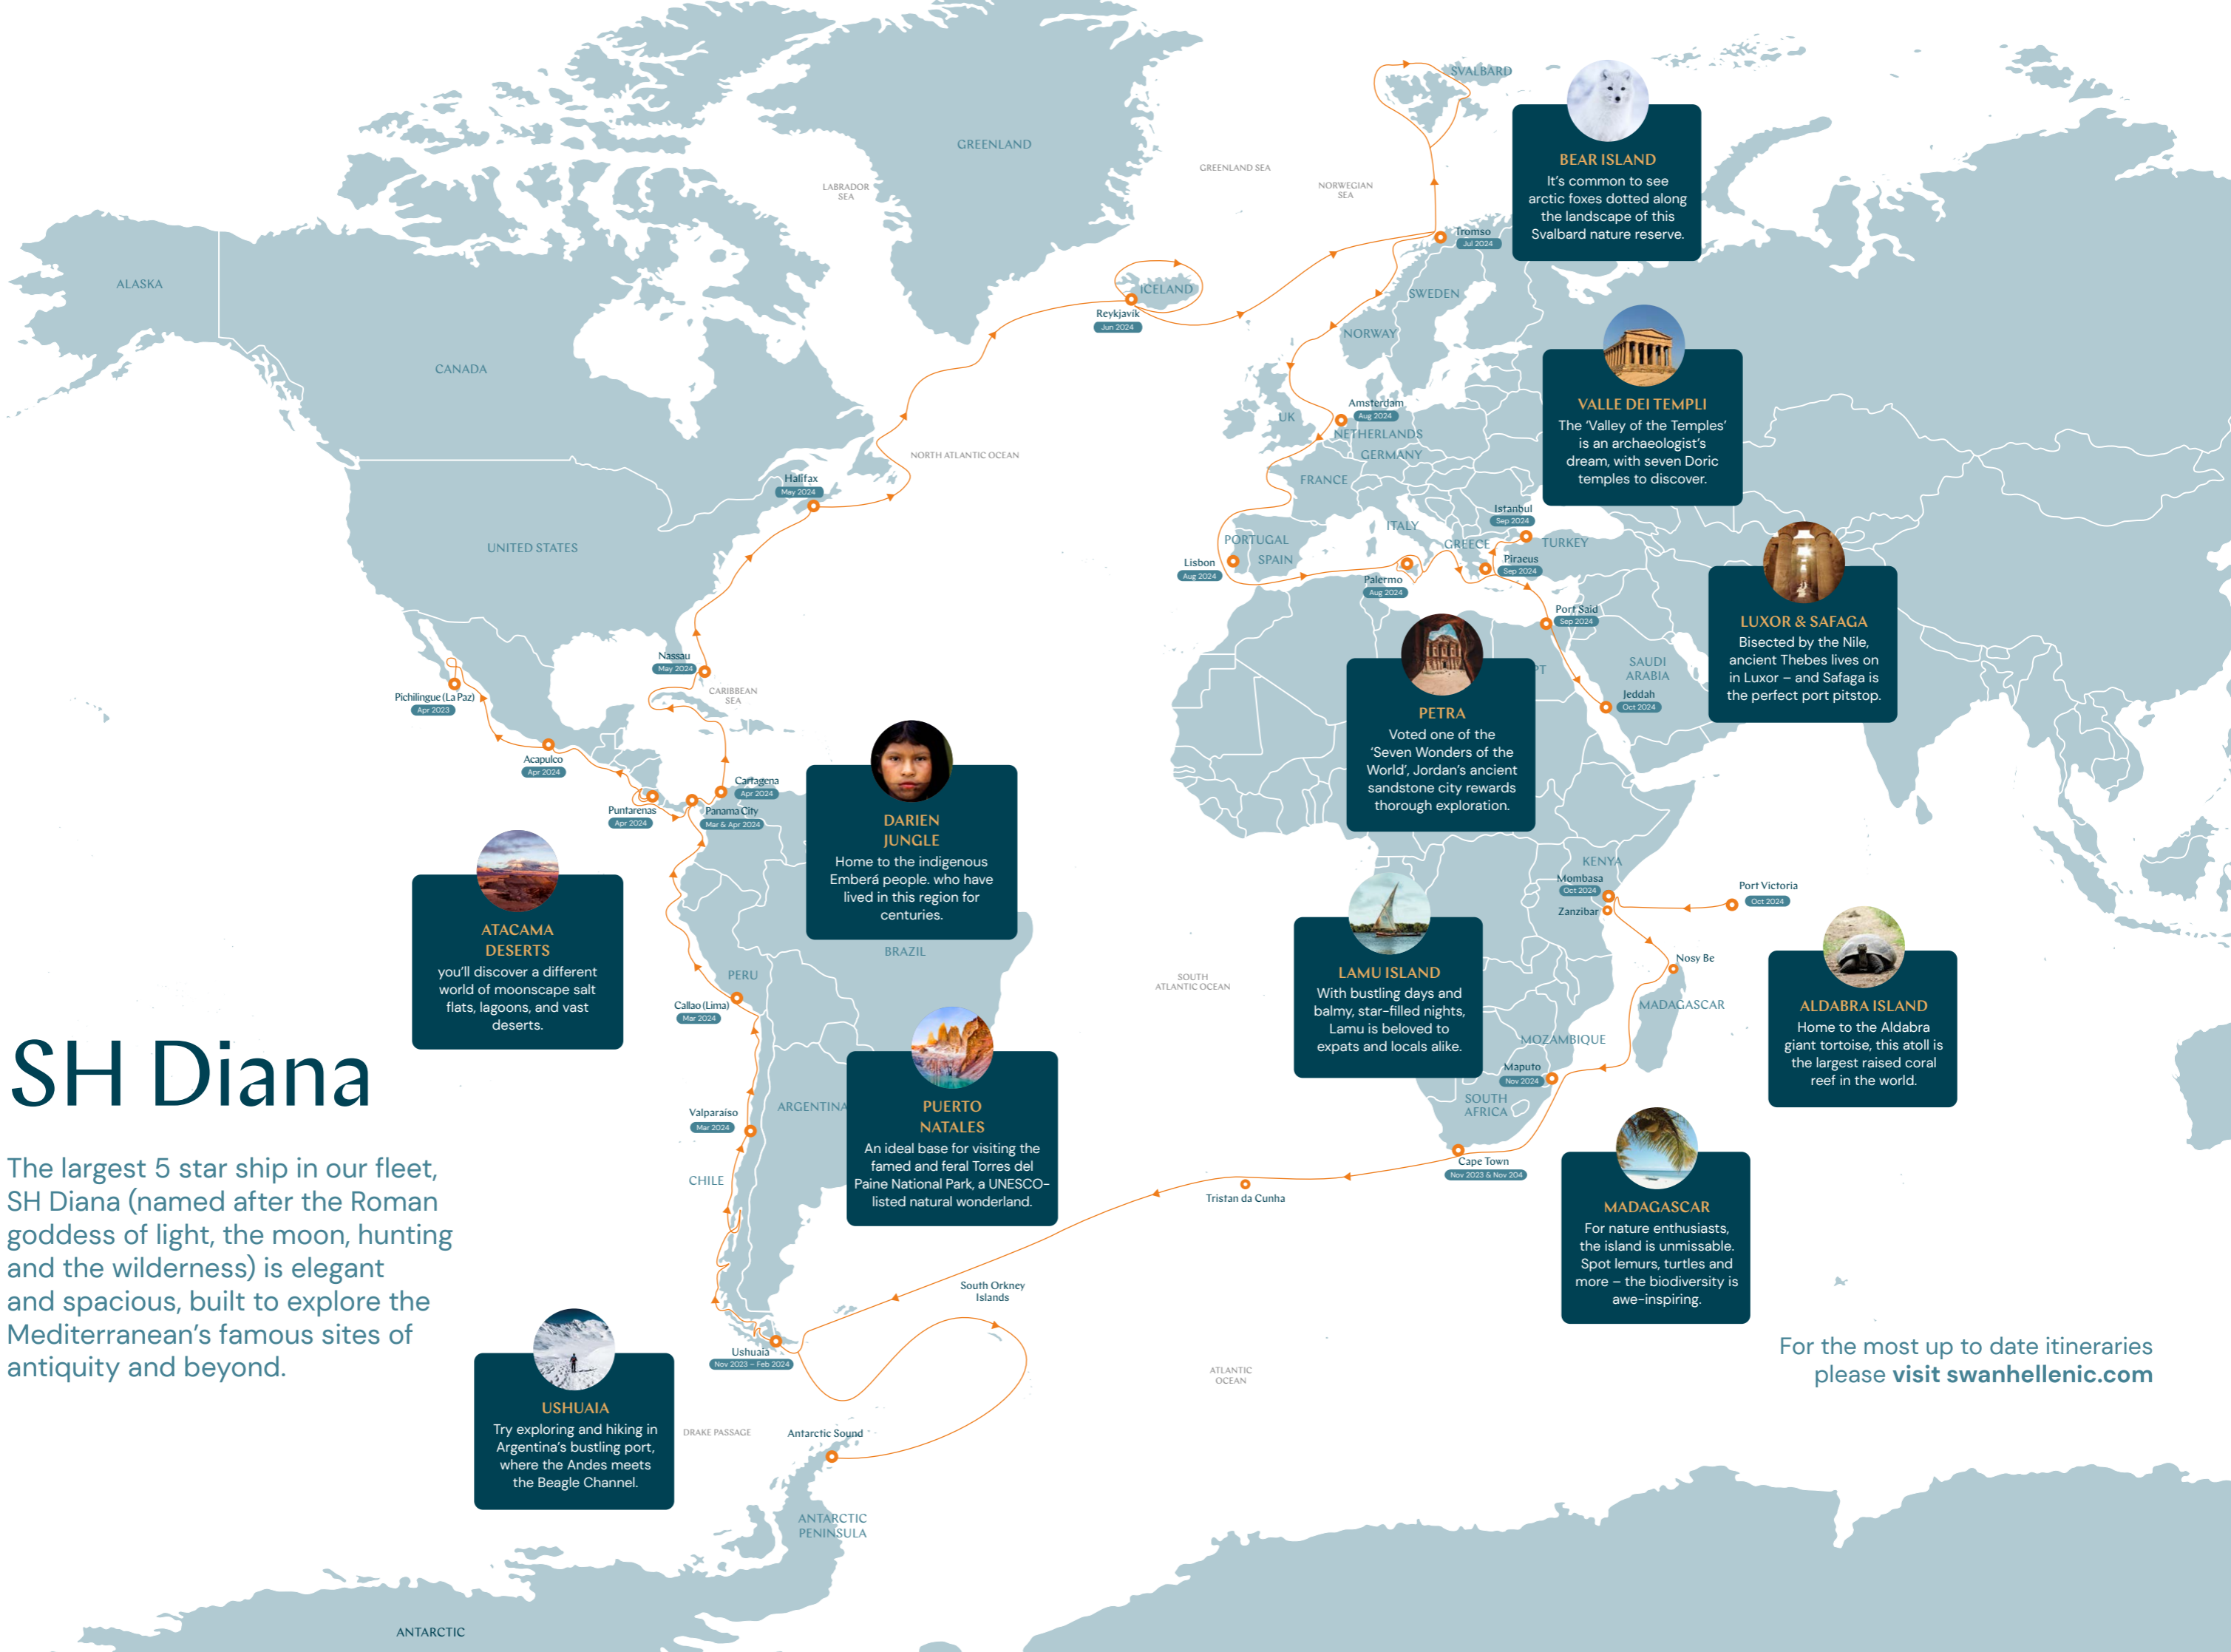 SVALBARD
BEAR ISLAND
It's common to see
arctic foxes dotted along
the landscape of this
Svalbard nature reserve.
GREENLAND
GREENLAND SEA
LABRADOR
SEA
NORWEGIAN
SEA
Tromso
Jul 2024
ALASKA
ICELAND
Reykjavík
Jun 2024
SWEDEN
NORWAY
CANADA
VALLE DEI TEMPLI
The 'Valley of the Temples'
is an archaeologist's
dream, with seven Doric
temples to discover.
UK
Amsterdam
Aug 2024
NETHERLANDS
GERMANY
FRANCE
NORTH ATLANTIC OCEAN
Halifax
May 2024
UNITED STATES
ITALY
Istanbul
Sep 2024
GREECE
TURKEY
PORTUGAL
SPAIN
Lisbon
Aug 2024
Palermo
Aug 2024
Piraeus
Sep 2024
Port Said
Sep 2024
LUXOR & SAFAGA
Bisected by the Nile,
ancient Thebes lives on
in Luxor – and Safaga is
the perfect port pitstop.
Nassau
May 2024
CARIBBEAN
SEA
Pichilingue (La Paz)
Apr 2023
PT
SAUDI
ARABIA
Jeddah
Oct 2024
PETRA
Voted one of the
'Seven Wonders of the
World', Jordan's ancient
sandstone city rewards
thorough exploration.
Acapulco
Apr 2024
Cartagena
Apr 2024
Puntarenas
Apr 2024
Panama City
Mar & Apr 2024
DARIEN
JUNGLE
Home to the indigenous
Emberá people. who have
lived in this region for
centuries.
KENYA
Mombasa
Oct 2024
Zanzibar
Port Victoria
Oct 2024
ATACAMA
DESERTS
you'll discover a different
world of moonscape salt
flats, lagoons, and vast
deserts.
BRAZIL
PERU
Callao (Lima)
Mar 2024
SOUTH
ATLANTIC OCEAN
LAMU ISLAND
With bustling days and
balmy, star-filled nights,
Lamu is beloved to
expats and locals alike.
Nosy Be
MADAGASCAR
MOZAMBIQUE
ALDABRA ISLAND
Home to the Aldabra
giant tortoise, this atoll is
the largest raised coral
reef in the world.
SH Diana
The largest 5 star ship in our fleet,
SH Diana (named after the Roman
goddess of light, the moon, hunting
and the wilderness) is elegant
and spacious, built to explore the
Mediterranean's famous sites of
antiquity and beyond.
Valparaíso
Mar 2024
ARGENTINA
CHILE
PUERTO
NATALES
An ideal base for visiting the
famed and feral Torres del
Paine National Park, a UNESCO-
listed natural wonderland.
Maputo
Nov 2024
SOUTH
AFRICA
Cape Town
Nov 2023 & Nov 204
Tristan da Cunha
MADAGASCAR
For nature enthusiasts,
the island is unmissable.
Spot lemurs, turtles and
more – the biodiversity is
awe-inspiring.
South Orkney
Islands
Ushuaia
Nov 2023 – Feb 2024
ATLANTIC
OCEAN
For the most up to date itineraries
please visit swanhellenic.com
USHUAIA
Try exploring and hiking in
Argentina's bustling port,
where the Andes meets
the Beagle Channel.
DRAKE PASSAGE
Antarctic Sound
ANTARCTIC
PENINSULA
ANTARCTIC